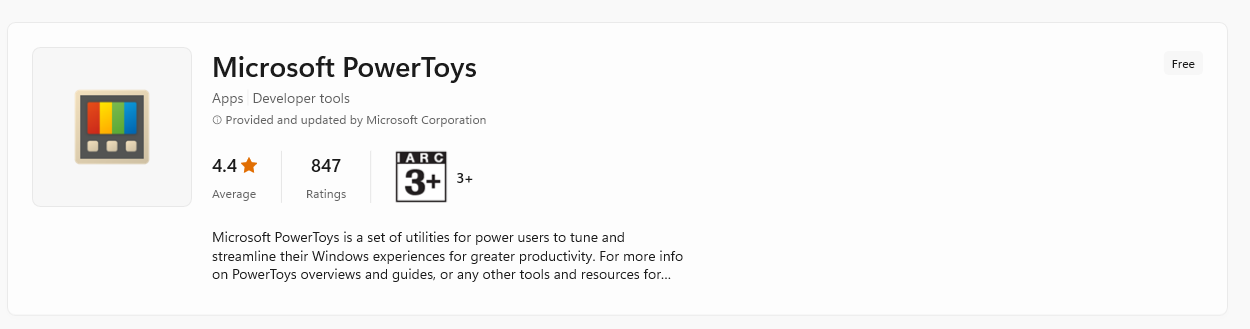 Microsoft PowerToys
Free
Apps Developer tools
Provided and updated by Microsoft Corporation
4.4
847
IARC
3+
3+
Average
Ratings
Microsoft PowerToys is a set of utilities for power users to tune and
streamline their Windows experiences for greater productivity. For more info
on PowerToys overviews and guides, or any other tools and resources for...